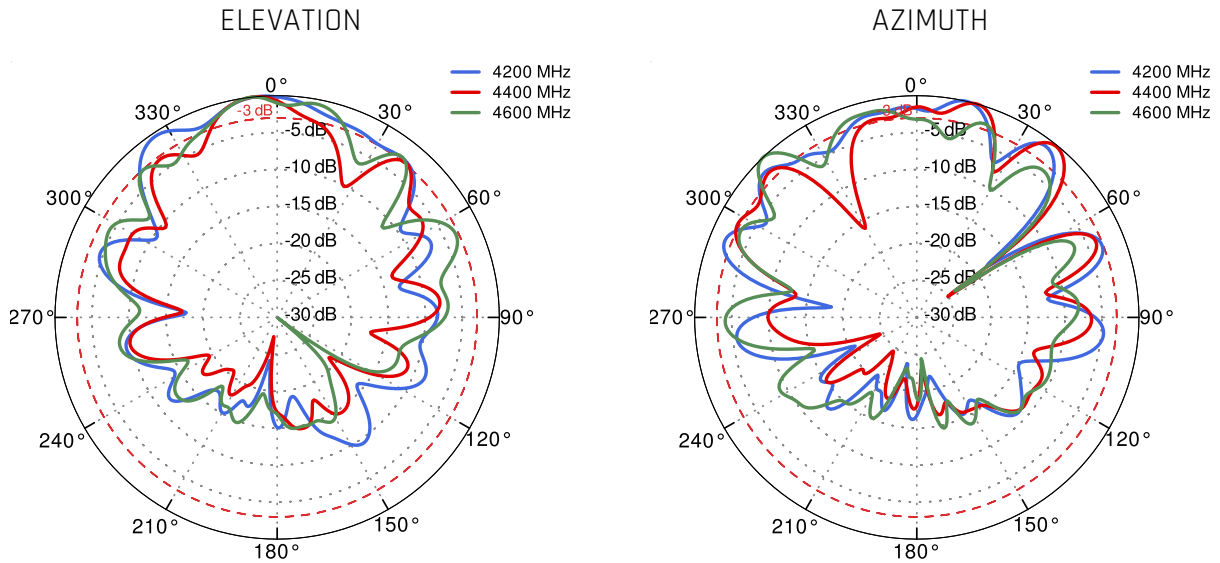 ELEVATION
4200 MHz
4400 MHz
4600 MHz
0°
330°
30°
-3 dB
-5 dB
-10 dB
300°
60°
-15 dB
-20 dB
-25 dB
-30 dB
270°
90°
240°
120°
210°
150°
180°
AZIMUTH
4200 MHz
4400 MHz
4600 MHz
0°
330°
30°
3 dB
-5 dB
-10 dB
300°
60°
-15 dB
-20 dB
-25 dB
-30 dB
270°
90°
240°
120°
210°
150°
180°